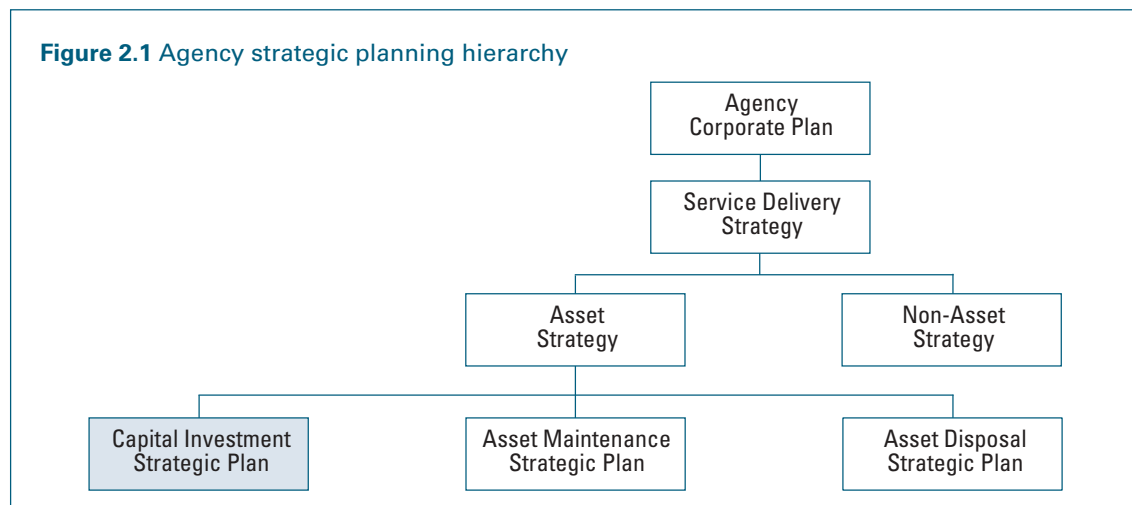 Figure 2.1 Agency strategic planning hierarchy
Agency
Corporate Plan
Service Delivery
Strategy
Asset
Strategy
Non-Asset
Strategy
Capital Investment
Strategic Plan
Asset Maintenance
Strategic Plan
Asset Disposal
Strategic Plan